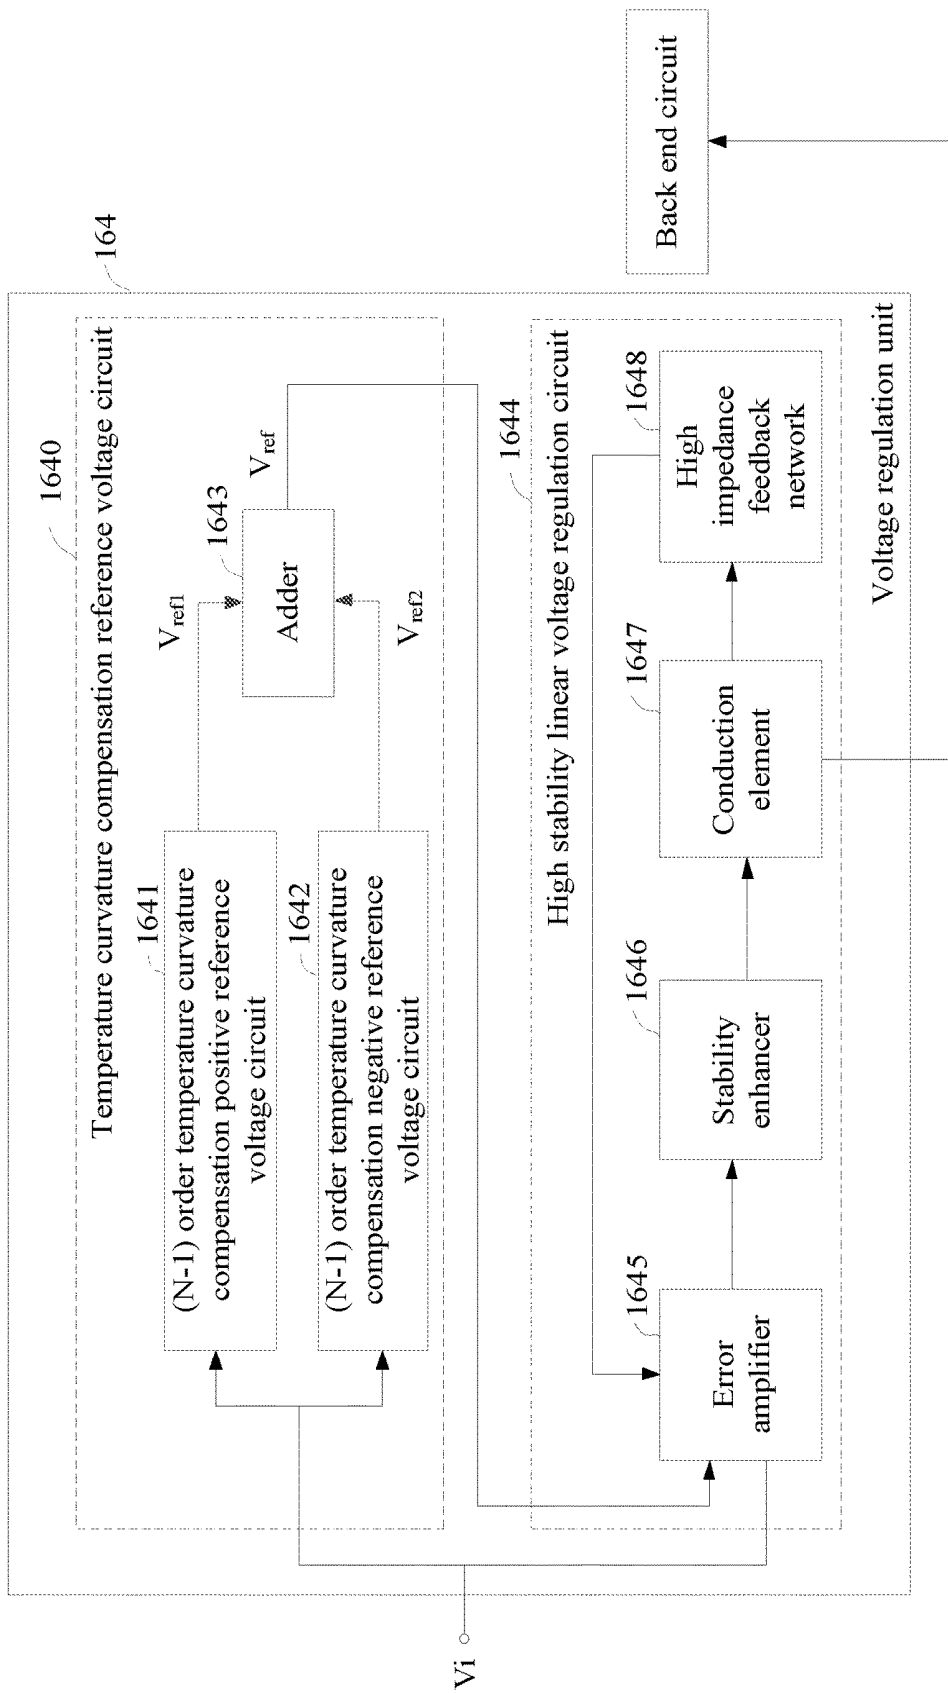 164
1640
Temperature curvature compensation reference voltage circuit
1641
(N-1) order temperature curvature
compensation positive reference
voltage circuit
V_ref1
1643
Adder
V_ref
1642
(N-1) order temperature curvature
compensation negative reference
voltage circuit
V_ref2
Vi
1644
High stability linear voltage regulation circuit
1645
Error
amplifier
1646
Stability
enhancer
1647
Conduction
element
1648
High
impedance
feedback
network
Voltage regulation unit
Back end circuit